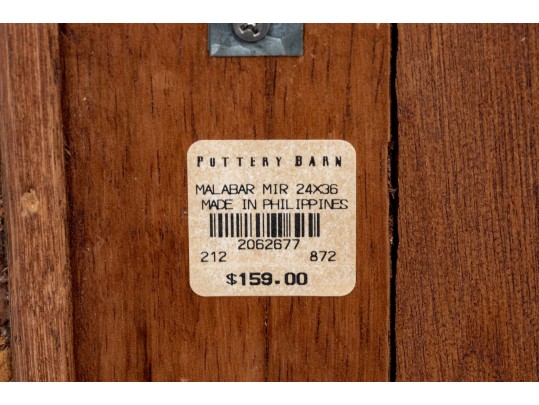 POTTERY BARN
MALABAR MIR 24X36
MADE IN PHILIPPINES
2062677
212 872
$159.00